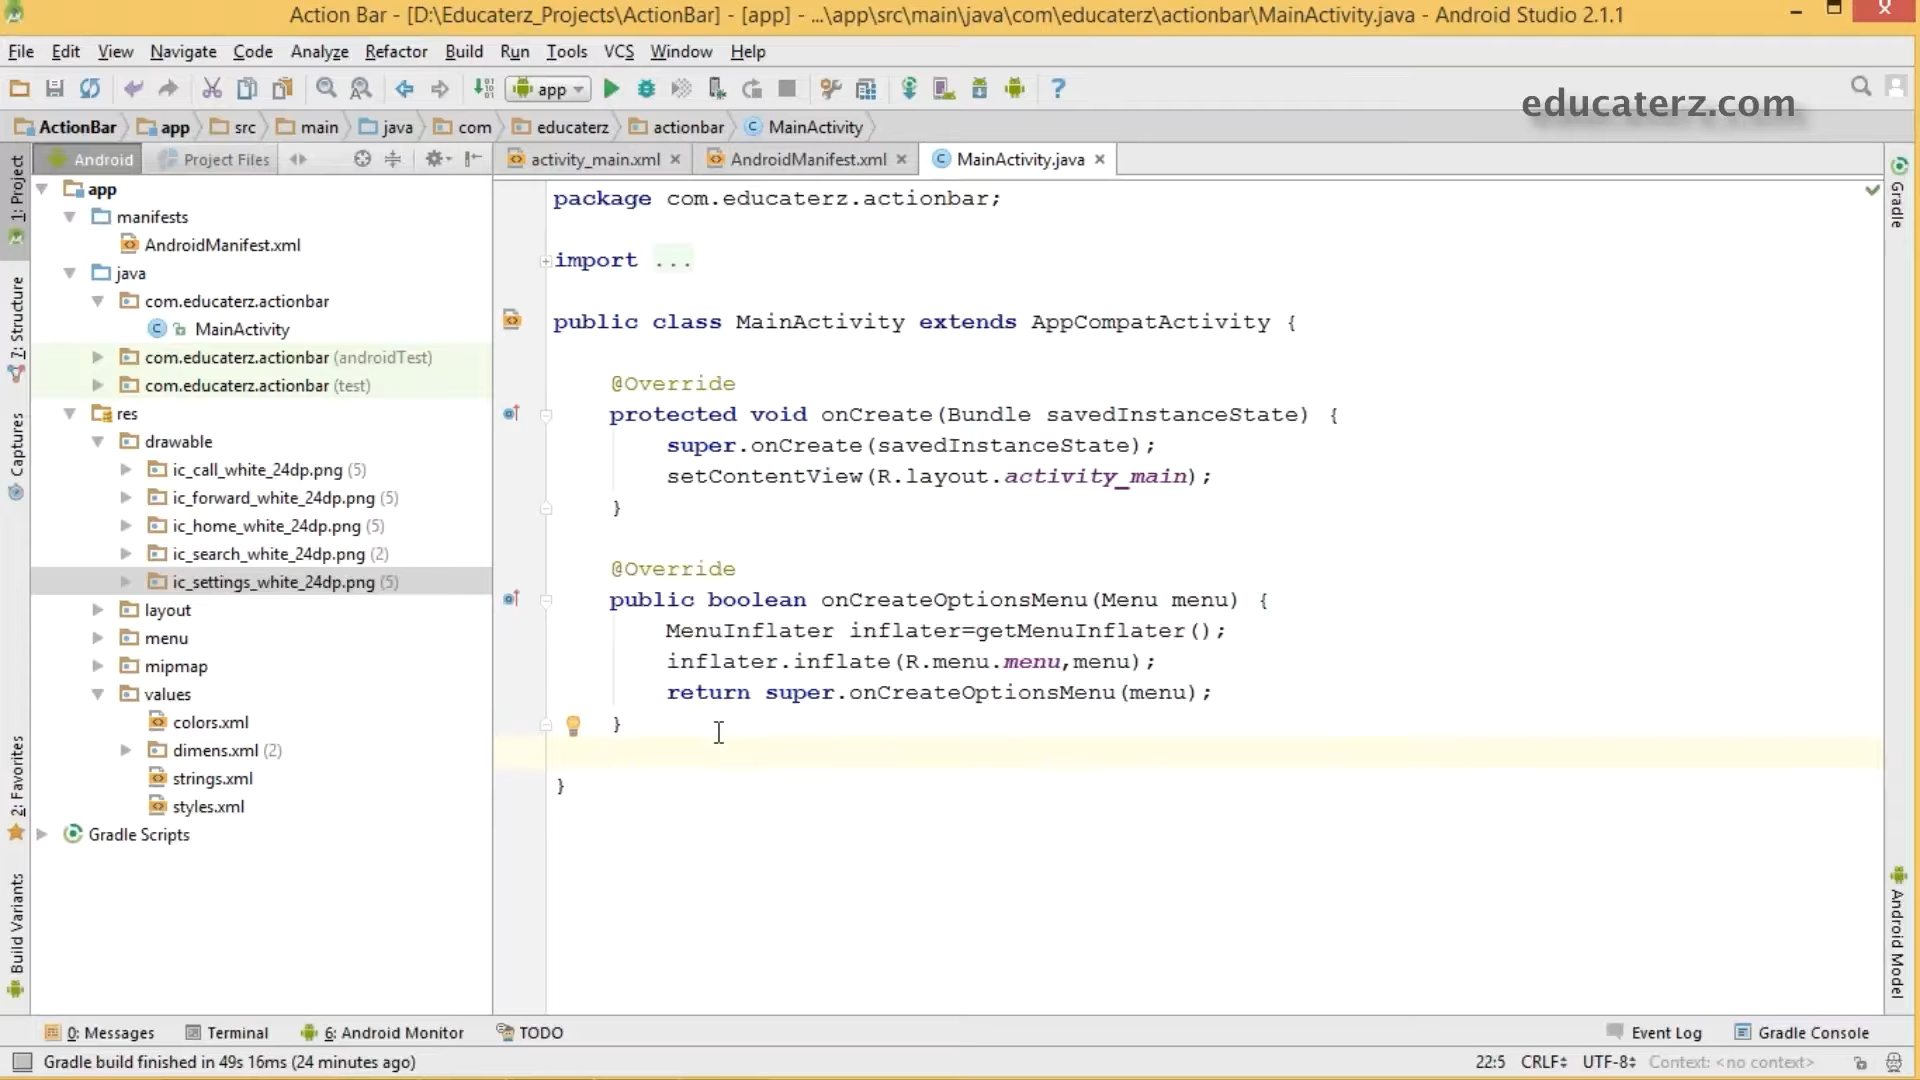 Action Bar - [D:\Educaterz_Projects\ActionBar] - [app] - ...\app\src\main\java\com\educaterz\actionbar\MainActivity.java - Android Studio 2.1.1
File Edit View Navigate Code Analyze Refactor Build Run Tools VCS Window Help
app
educaterz.com
ActionBar app src main java com educaterz actionbar MainActivity
Android Project Files
activity_main.xml AndroidManifest.xml MainActivity.java
1: Project
7: Structure
Captures
2: Favorites
Build Variants
app
manifests
AndroidManifest.xml
java
com.educaterz.actionbar
MainActivity
com.educaterz.actionbar (androidTest)
com.educaterz.actionbar (test)
res
drawable
ic_call_white_24dp.png (5)
ic_forward_white_24dp.png (5)
ic_home_white_24dp.png (5)
ic_search_white_24dp.png (2)
ic_settings_white_24dp.png (5)
layout
menu
mipmap
values
colors.xml
dimens.xml (2)
strings.xml
styles.xml
Gradle Scripts
package com.educaterz.actionbar;
import ...
public class MainActivity extends AppCompatActivity {
@Override
protected void onCreate(Bundle savedInstanceState) {
super.onCreate(savedInstanceState);
setContentView(R.layout.activity_main);
}
@Override
public boolean onCreateOptionsMenu(Menu menu) {
MenuInflater inflater=getMenuInflater();
inflater.inflate(R.menu.menu,menu);
return super.onCreateOptionsMenu(menu);
}
}
Gradle
Android Model
0: Messages Terminal 6: Android Monitor TODO Event Log Gradle Console
Gradle build finished in 49s 16ms (24 minutes ago) 22:5 CRLF UTF-8 Context: <no context>